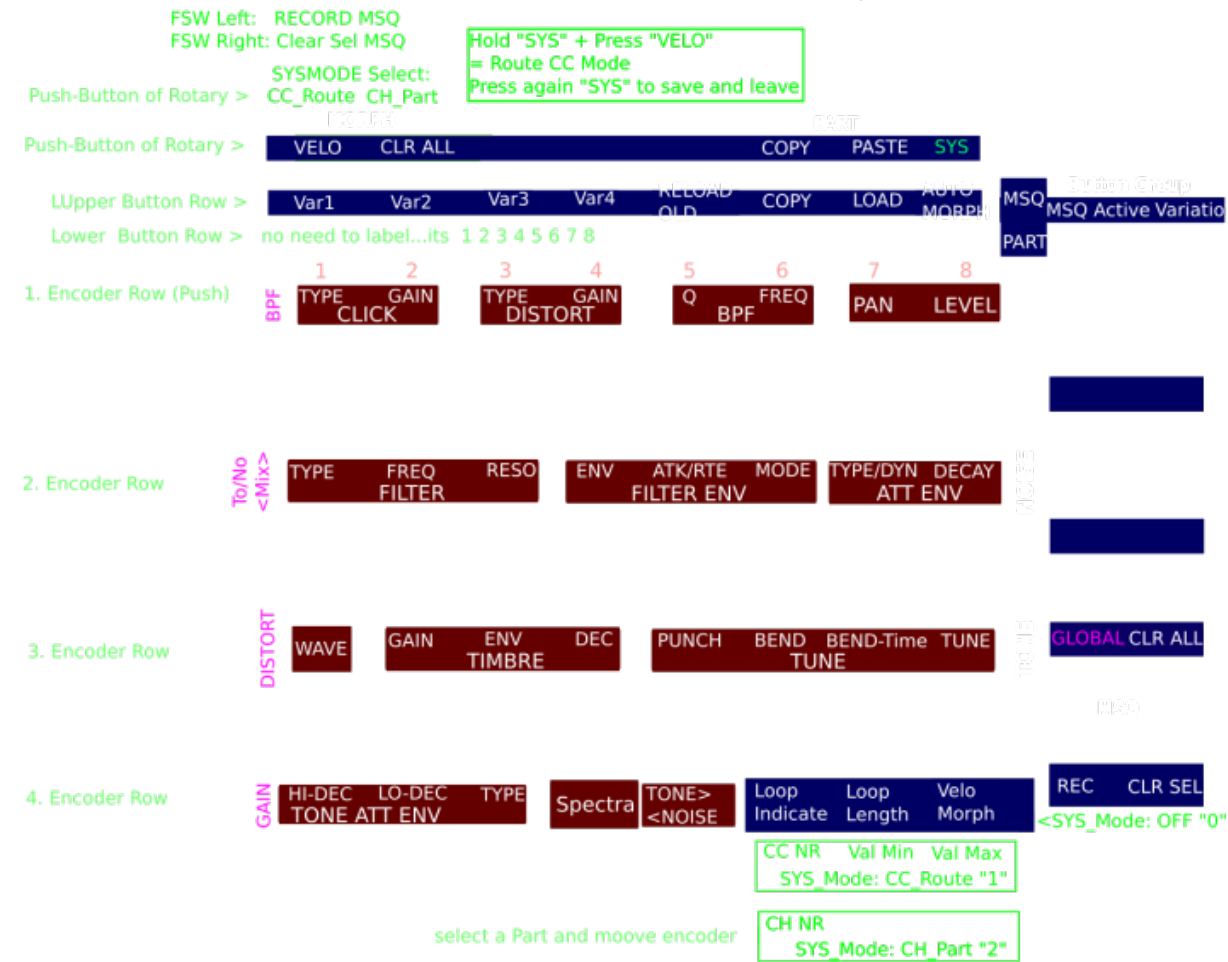 FSW Left: RECORD MSQ
FSW Right: Clear Sel MSQ
Hold "SYS" + Press "VELO"
= Route CC Mode
Press again "SYS" to save and leave
SYSMODE Select:
Push-Button of Rotary > CC_Route CH_Part
MORPH PART
Push-Button of Rotary > VELO CLR ALL COPY PASTE SYS
LUpper Button Row > Var1 Var2 Var3 Var4 RELOAD OLD COPY LOAD AUTO MORPH
MSQ
PART
Button Group
MSQ Active Variatio
Lower Button Row > no need to label...its 1 2 3 4 5 6 7 8
1 2 3 4 5 6 7 8
1. Encoder Row (Push)
BPF
TYPE GAIN
CLICK
TYPE GAIN
DISTORT
Q FREQ
BPF
PAN LEVEL
2. Encoder Row
To/No
<Mix>
TYPE FREQ RESO
FILTER
ENV ATK/RTE MODE
FILTER ENV
TYPE/DYN DECAY
ATT ENV
3. Encoder Row
DISTORT
WAVE
GAIN ENV DEC
TIMBRE
PUNCH BEND BEND-Time TUNE
TUNE
GLOBAL CLR ALL
MSQ
4. Encoder Row
GAIN
HI-DEC LO-DEC TYPE
TONE ATT ENV
Spectra
TONE>
<NOISE
Loop Indicate
Loop Length
Velo Morph
REC CLR SEL
<SYS_Mode: OFF "0"
CC NR Val Min Val Max
SYS_Mode: CC_Route "1"
select a Part and moove encoder
CH NR
SYS_Mode: CH_Part "2"